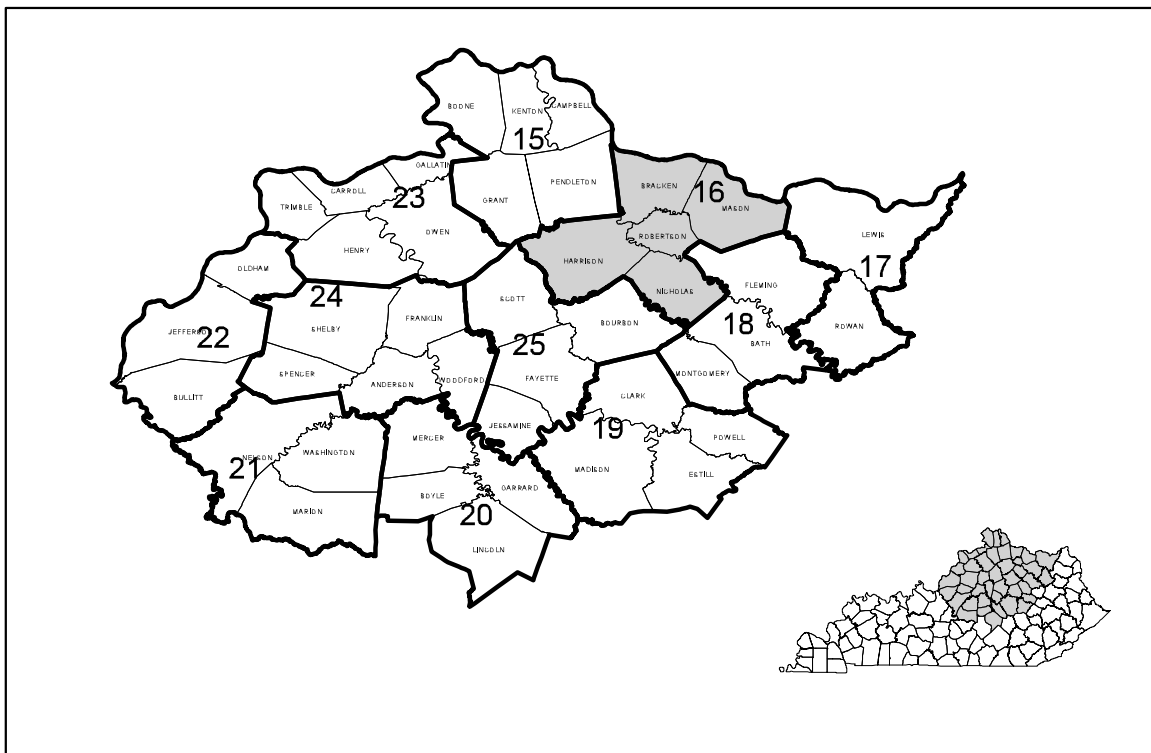 BOONE
KENTON
CAMPBELL
15
GALLATIN
PENDLETON
GRANT
BRACKEN
16
MASON
CARROLL
23
TRIMBLE
OWEN
ROBERTSON
LEWIS
HENRY
HARRISON
17
OLDHAM
NICHOLAS
FLEMING
24
SCOTT
FRANKLIN
BOURBON
18
ROWAN
JEFFERSO
22
SHELBY
25
BATH
SPENCER
ANDERSON
WOODFORD
FAYETTE
MONTGOMERY
BULLITT
CLARK
JESSAMINE
19
POWELL
MERCER
WASHINGTON
NELSON
21
MADISON
ESTILL
GARRARD
BOYLE
MARION
20
LINCOLN